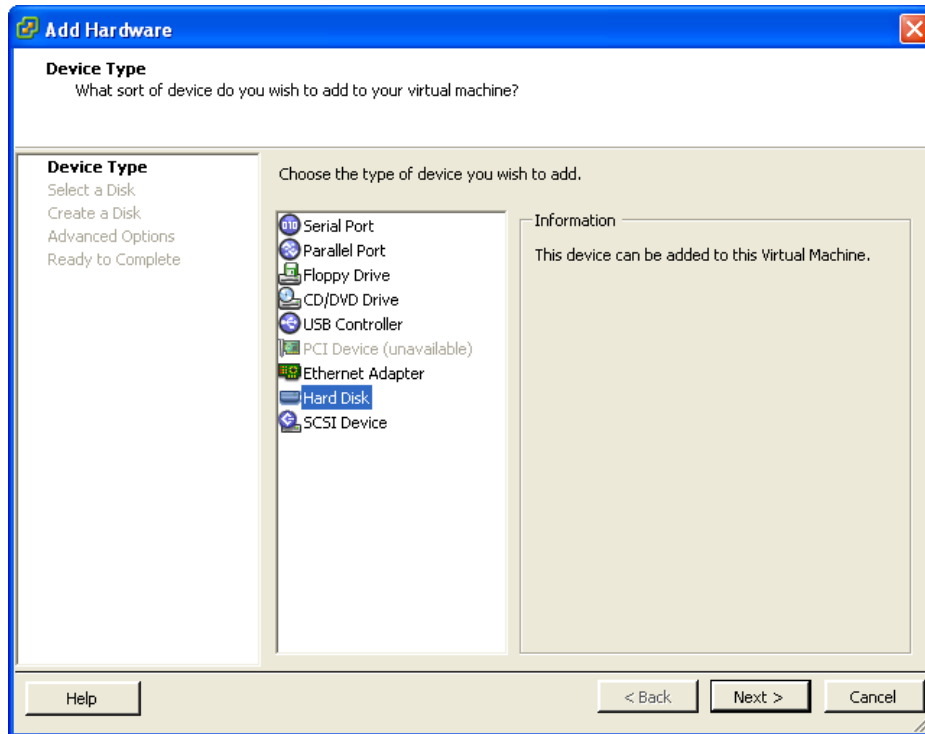 Add Hardware
Device Type
What sort of device do you wish to add to your virtual machine?
Device Type
Select a Disk
Create a Disk
Advanced Options
Ready to Complete
Choose the type of device you wish to add.
010 Serial Port
Parallel Port
Floppy Drive
CD/DVD Drive
USB Controller
PCI Device (unavailable)
Ethernet Adapter
Hard Disk
SCSI Device
Information
This device can be added to this Virtual Machine.
Help
< Back
Next >
Cancel